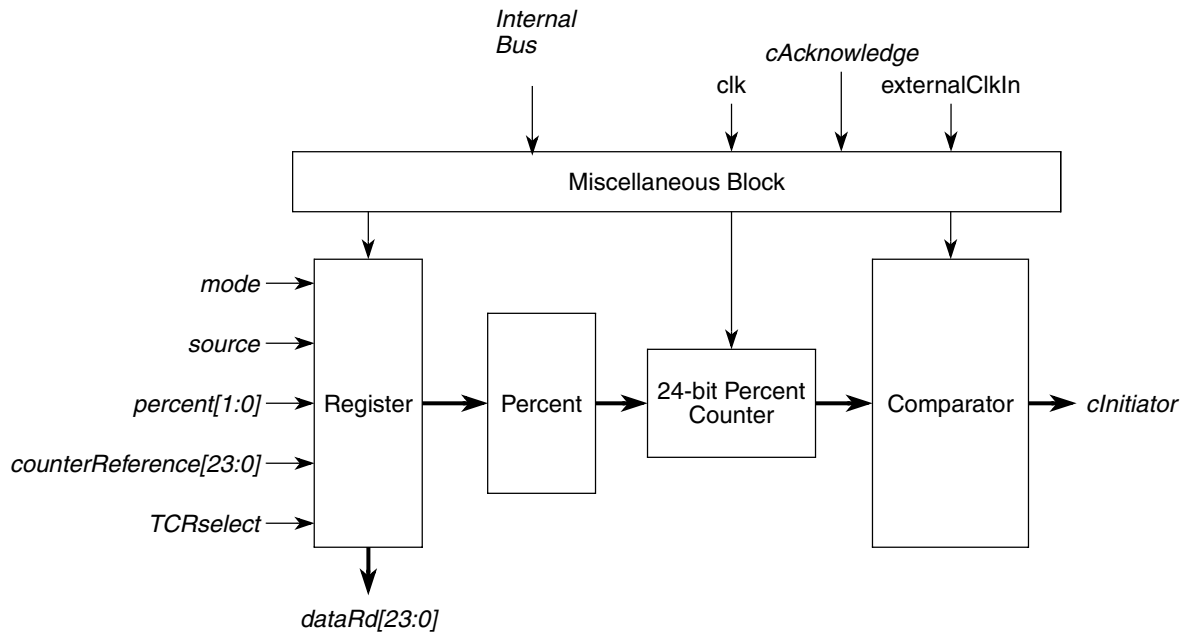 Internal
Bus
cAcknowledge
clk
externalClkIn
Miscellaneous Block
mode
source
percent[1:0]
Register
Percent
24-bit Percent
Counter
Comparator
cInitiator
counterReference[23:0]
TCRselect
dataRd[23:0]